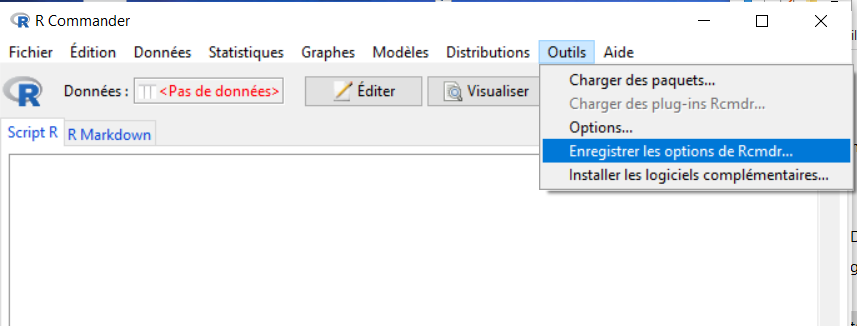 R Commander
Fichier Édition Données Statistiques Graphes Modèles Distributions Outils Aide
R Données : <Pas de données> Éditer Visualiser
Charger des paquets...
Charger des plug-ins Rcmdr...
Options...
Enregistrer les options de Rcmdr...
Installer les logiciels complémentaires...
Script R R Markdown